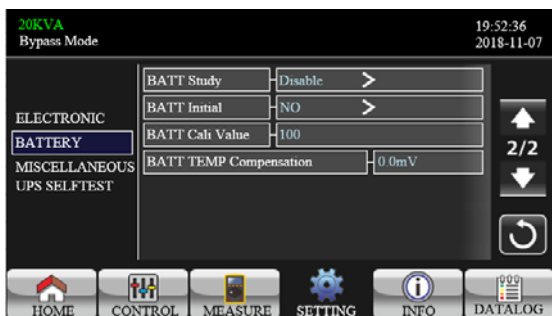 20KVA
Bypass Mode
19:52:36
2018-11-07
ELECTRONIC
BATTERY
MISCELLANEOUS
UPS SELFTEST
BATT Study Disable >
BATT Initial NO >
BATT Cali Value 100
BATT TEMP Compensation 0.0mV
2/2
HOME CONTROL MEASURE SETTING INFO DATALOG